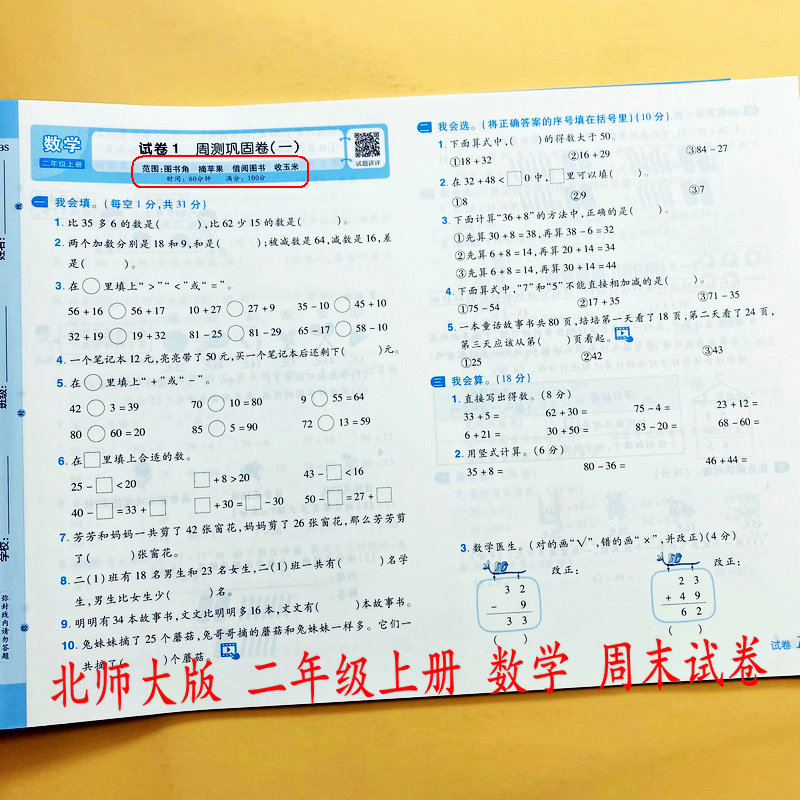 BS
数学
二年级上册
试卷1 周测巩固卷(一)
范围:图书角 摘苹果 借阅图书 收玉米
时间:60分钟 满分:100分
试题讲评
一 我会填。(每空1分,共31分)
1. 比35多6的数是( ),比62少15的数是( )。
2. 两个加数分别是18和9,和是( );被减数是64,减数是16,差
是( )。
3. 在○里填上“>”“<”或“=”。
56+16○56+17 10+27○27+9 35-10○45+10
32+19○19+32 81-25○81-29 65-17○58-10
4. 一个笔记本12元,亮亮带了50元,买一个笔记本后还剩下( )元。
5. 在○里填上“+”或“-”。
42○3=39 70○10=80 9○55=64
80○60=20 85○5=90 72○13=59
6. 在□里填上合适的数。
25-□<20 □+8>20 43-□<16
40-□=33+□ □+30=□-30 50-□=27+□
7. 芳芳和妈妈一共剪了42张窗花,妈妈剪了26张窗花,那么芳芳剪
了( )张窗花。
8. 二(1)班有18名男生和23名女生,二(1)班一共有( )名学
生,男生比女生少( )名。
9. 明明有34本故事书,文文比明明多16本,文文有( )本故事书。
10. 兔妹妹摘了25个蘑菇,兔哥哥摘的蘑菇和兔妹妹一样多。它们一
共摘了( )个蘑菇。
二 我会选。(将正确答案的序号填在括号里)(10分)
1. 下面算式中,( )的得数大于50。
①18+32 ②16+29 ③84-27
2. 在32+48<□0中,□里可以填( )。
①8 ②9 ③7
3. 下面计算“36+8”的方法中,正确的是( )。
①先算30+8=38,再算38-6=32
②先算6+8=14,再算20+14=34
③先算6+8=14,再算30+14=44
4. 下面算式中,“7”和“5”不能直接相加减的是( )。
①75-54 ②17+35 ③71-35
5. 一本童话故事书共80页,培培第一天看了18页,第二天看了24页,
第三天应该从第( )页看起。
①25 ②42 ③43
三 我会算。(18分)
1. 直接写出得数。(8分)
33+5= 62+30= 75-4= 23+12=
6+21= 30+50= 83-20= 68-60=
2. 用竖式计算。(6分)
35+8= 80-36= 46+44=
3. 数学医生。(对的画“√”,错的画“×”,并改正)(4分)
改正: 改正:
3 2 2 3
- 9 + 4 9
3 3 6 2
( ) ( )
试卷
班级:
学校:
弥封线内请勿答题
北师大版 二年级上册 数学 周末试卷